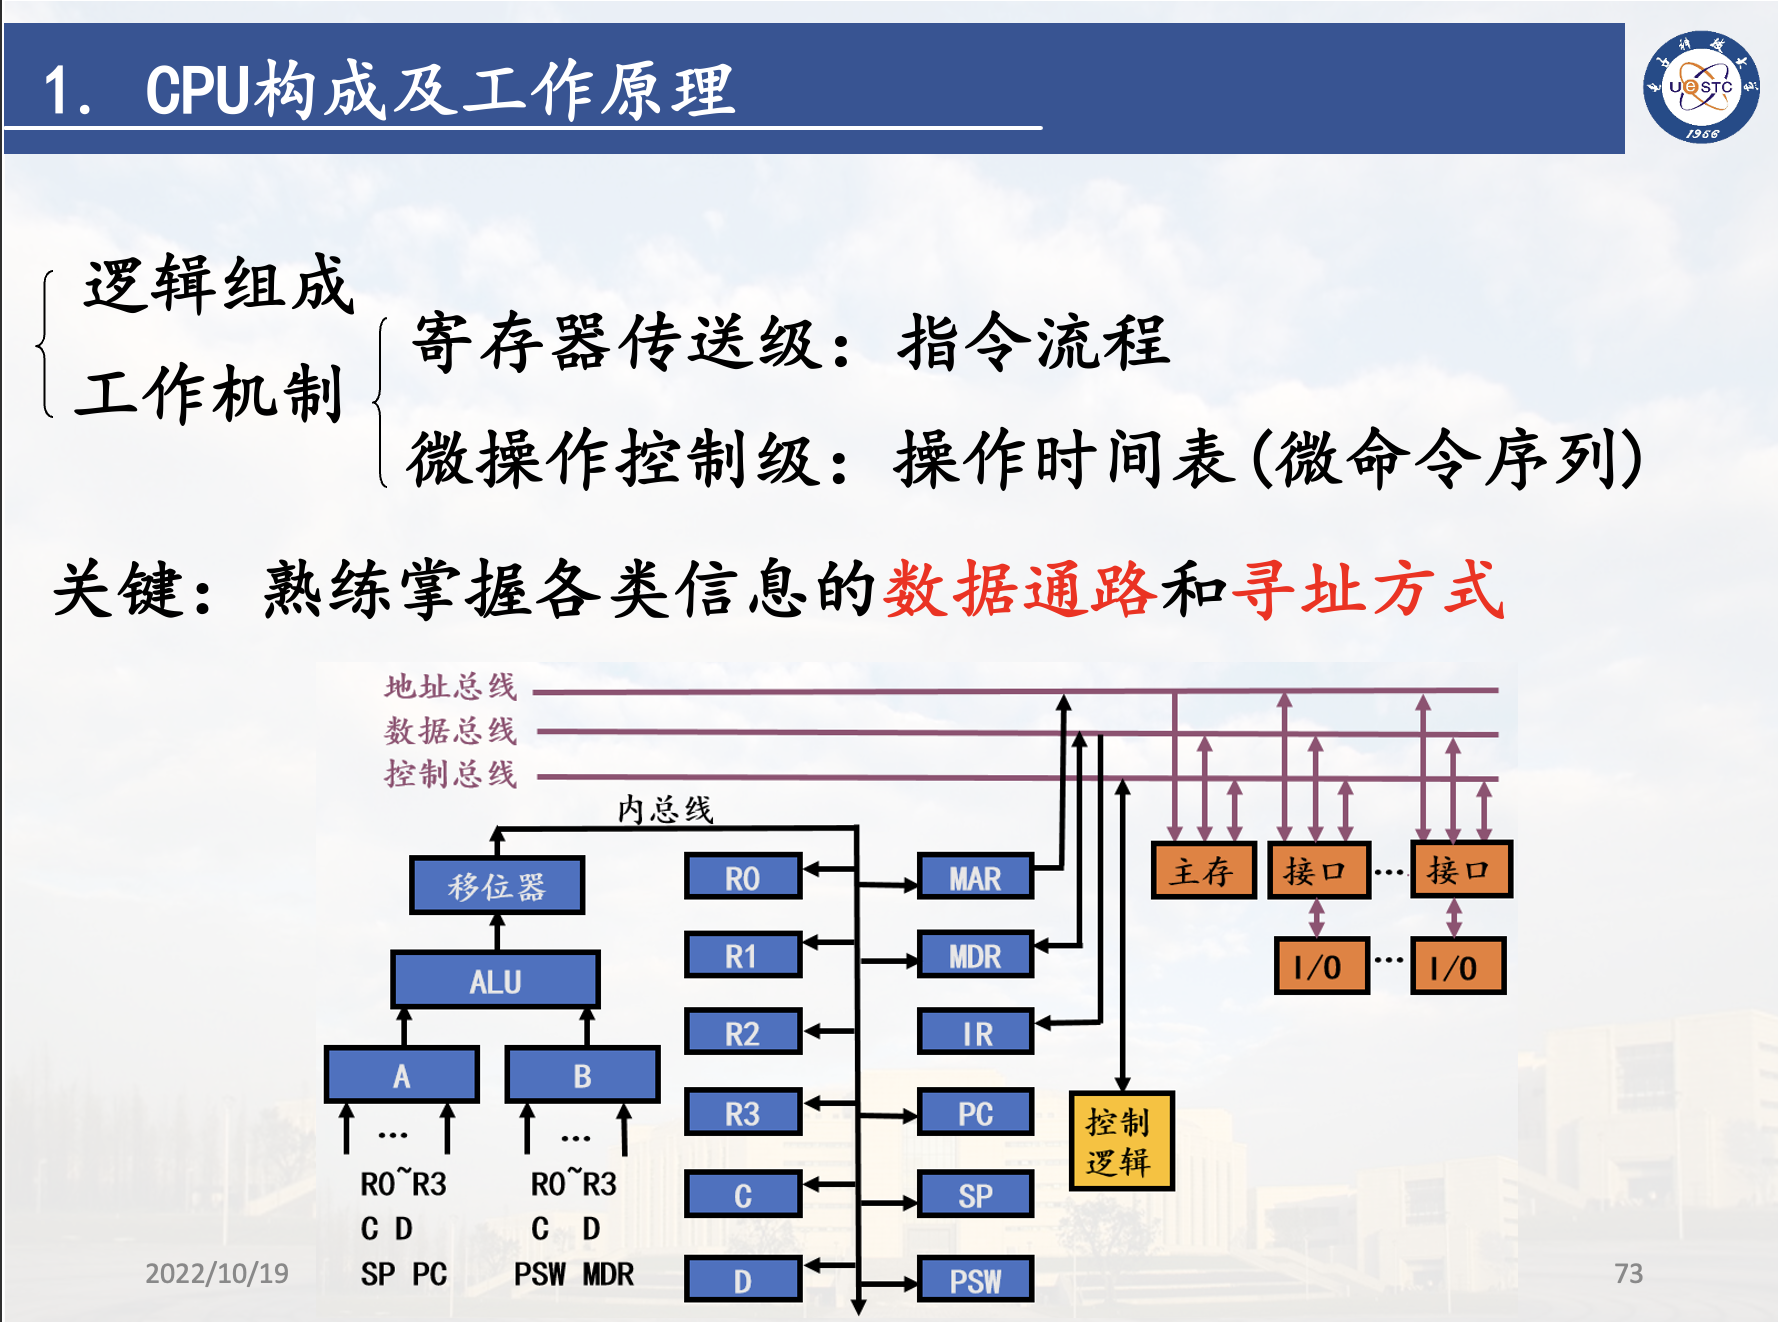 1. CPU构成及工作原理
UeSTC
1956
逻辑组成
工作机制
寄存器传送级：指令流程
微操作控制级：操作时间表(微命令序列)
关键：熟练掌握各类信息的数据通路和寻址方式
地址总线
数据总线
控制总线
内总线
移位器
ALU
A
B
...
...
R0~R3
C D
SP PC
R0~R3
C D
PSW MDR
R0
R1
R2
R3
C
D
MAR
MDR
IR
PC
SP
PSW
控制
逻辑
主存
接口
...
接口
I/O
...
I/O
2022/10/19
73